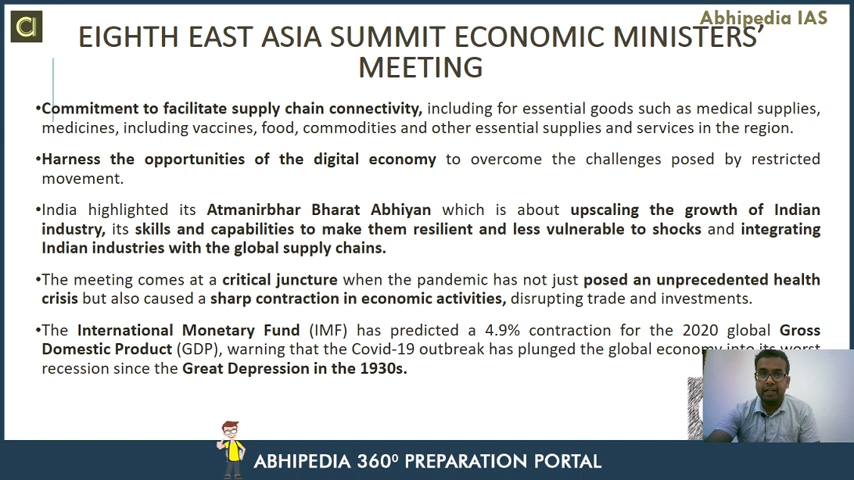 Abhipedia IAS
EIGHTH EAST ASIA SUMMIT ECONOMIC MINISTERS'
MEETING
•Commitment to facilitate supply chain connectivity, including for essential goods such as medical supplies,
medicines, including vaccines, food, commodities and other essential supplies and services in the region.
•Harness the opportunities of the digital economy to overcome the challenges posed by restricted
movement.
•India highlighted its Atmanirbhar Bharat Abhiyan which is about upscaling the growth of Indian
industry, its skills and capabilities to make them resilient and less vulnerable to shocks and integrating
Indian industries with the global supply chains.
•The meeting comes at a critical juncture when the pandemic has not just posed an unprecedented health
crisis but also caused a sharp contraction in economic activities, disrupting trade and investments.
•The International Monetary Fund (IMF) has predicted a 4.9% contraction for the 2020 global Gross
Domestic Product (GDP), warning that the Covid-19 outbreak has plunged the global economy into its worst
recession since the Great Depression in the 1930s.
ABHIPEDIA 360⁰ PREPARATION PORTAL